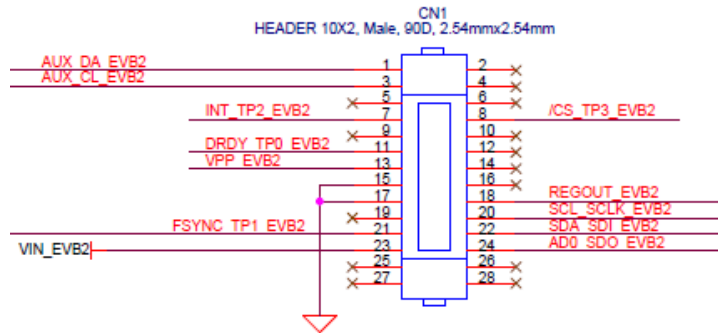 CN1
HEADER 10X2, Male, 90D, 2.54mmx2.54mm
AUX_DA_EVB2 1 2
AUX_CL_EVB2 3 4
5 6
INT_TP2_EVB2 7 8 /CS_TP3_EVB2
9 10
DRDY_TP0_EVB2 11 12
VPP_EVB2 13 14
15 16
17 18 REGOUT_EVB2
19 20 SCL_SCLK_EVB2
FSYNC_TP1_EVB2 21 22 SDA_SDI_EVB2
VIN_EVB2 23 24 AD0_SDO_EVB2
25 26
27 28